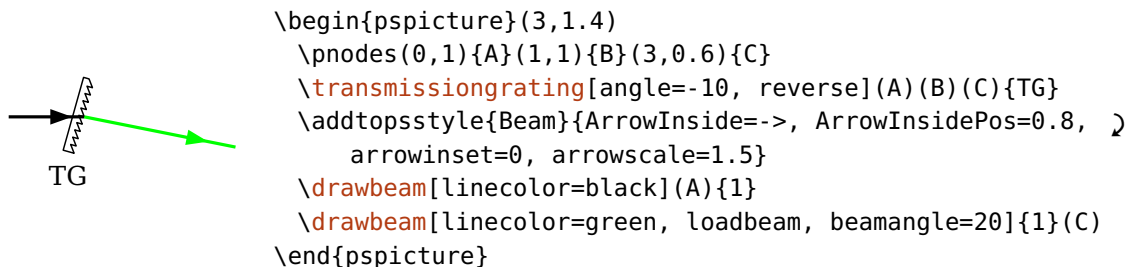 \begin{pspicture}(3,1.4)
\pnodes(0,1){A}(1,1){B}(3,0.6){C}
\transmissiongrating[angle=-10, reverse](A)(B)(C){TG}
\addtopsstyle{Beam}{ArrowInside=->, ArrowInsidePos=0.8,
arrowinset=0, arrowscale=1.5}
\drawbeam[linecolor=black](A){1}
\drawbeam[linecolor=green, loadbeam, beamangle=20]{1}(C)
\end{pspicture}
TG